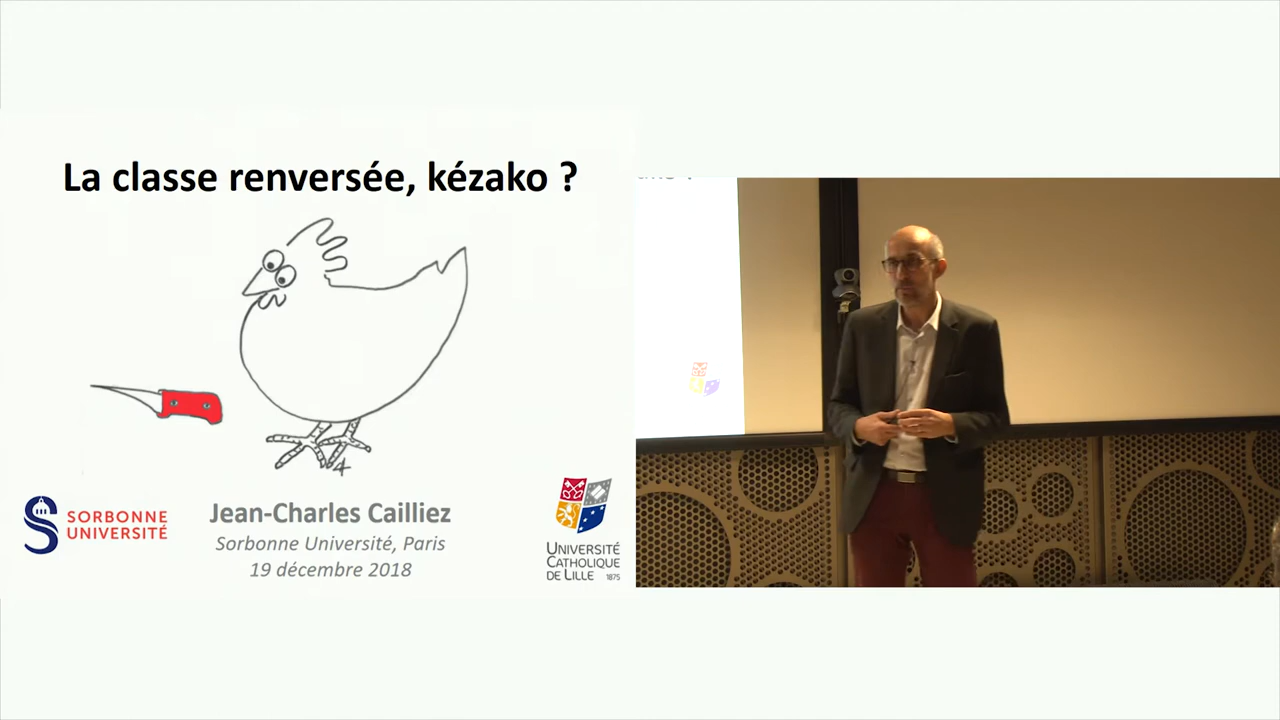 La classe renversée, kézako ?
SORBONNE
UNIVERSITÉ
Jean-Charles Cailliez
Sorbonne Université, Paris
19 décembre 2018
UNIVERSITÉ
CATHOLIQUE
DE LILLE 1875